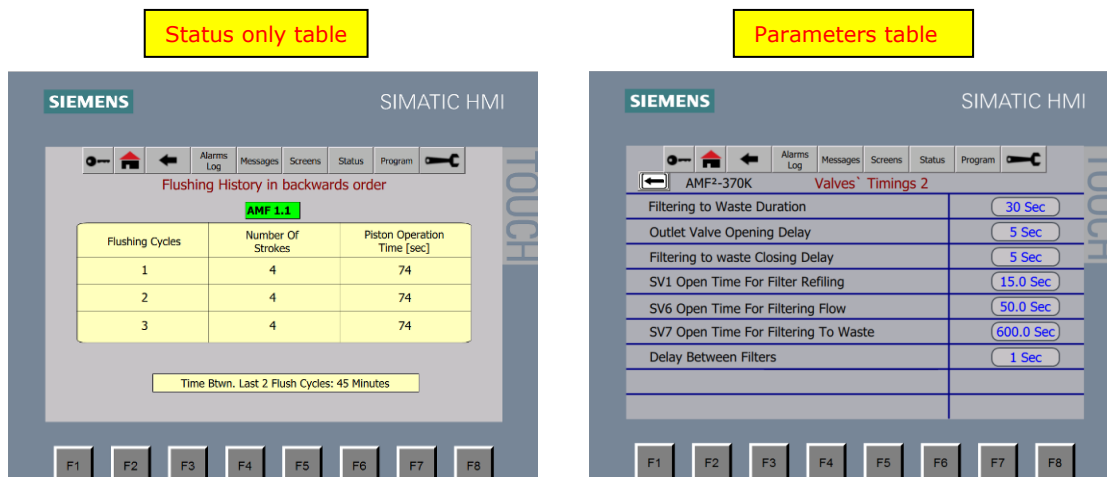 Status only table
SIEMENS SIMATIC HMI
Alarms Log Messages Screens Status Program
TOUCH
Flushing History in backwards order
AMF 1.1
Flushing Cycles Number Of Strokes Piston Operation Time [sec]
1 4 74
2 4 74
3 4 74
Time Btwn. Last 2 Flush Cycles: 45 Minutes
F1 F2 F3 F4 F5 F6 F7 F8
Parameters table
SIEMENS SIMATIC HMI
Alarms Log Messages Screens Status Program
TOUCH
AMF²-370K Valves` Timings 2
Filtering to Waste Duration 30 Sec
Outlet Valve Opening Delay 5 Sec
Filtering to waste Closing Delay 5 Sec
SV1 Open Time For Filter Refiling 15.0 Sec
SV6 Open Time For Filtering Flow 50.0 Sec
SV7 Open Time For Filtering To Waste 600.0 Sec
Delay Between Filters 1 Sec
F1 F2 F3 F4 F5 F6 F7 F8